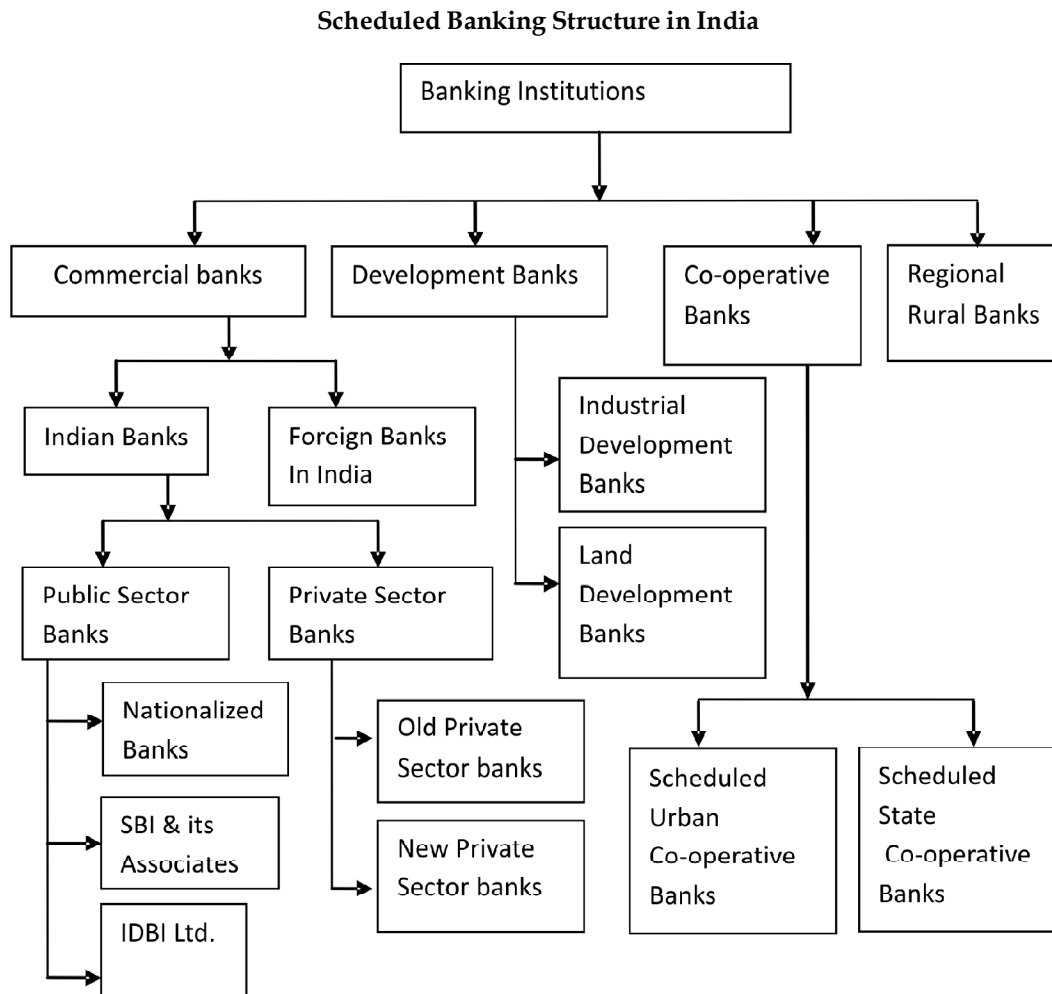 Scheduled Banking Structure in India
Banking Institutions
Commercial banks
Development Banks
Co-operative
Banks
Regional
Rural Banks
Indian Banks
Foreign Banks
In India
Industrial
Development
Banks
Land
Development
Banks
Public Sector
Banks
Private Sector
Banks
Nationalized
Banks
SBI & its
Associates
IDBI Ltd.
Old Private
Sector banks
New Private
Sector banks
Scheduled
Urban
Co-operative
Banks
Scheduled
State
Co-operative
Banks